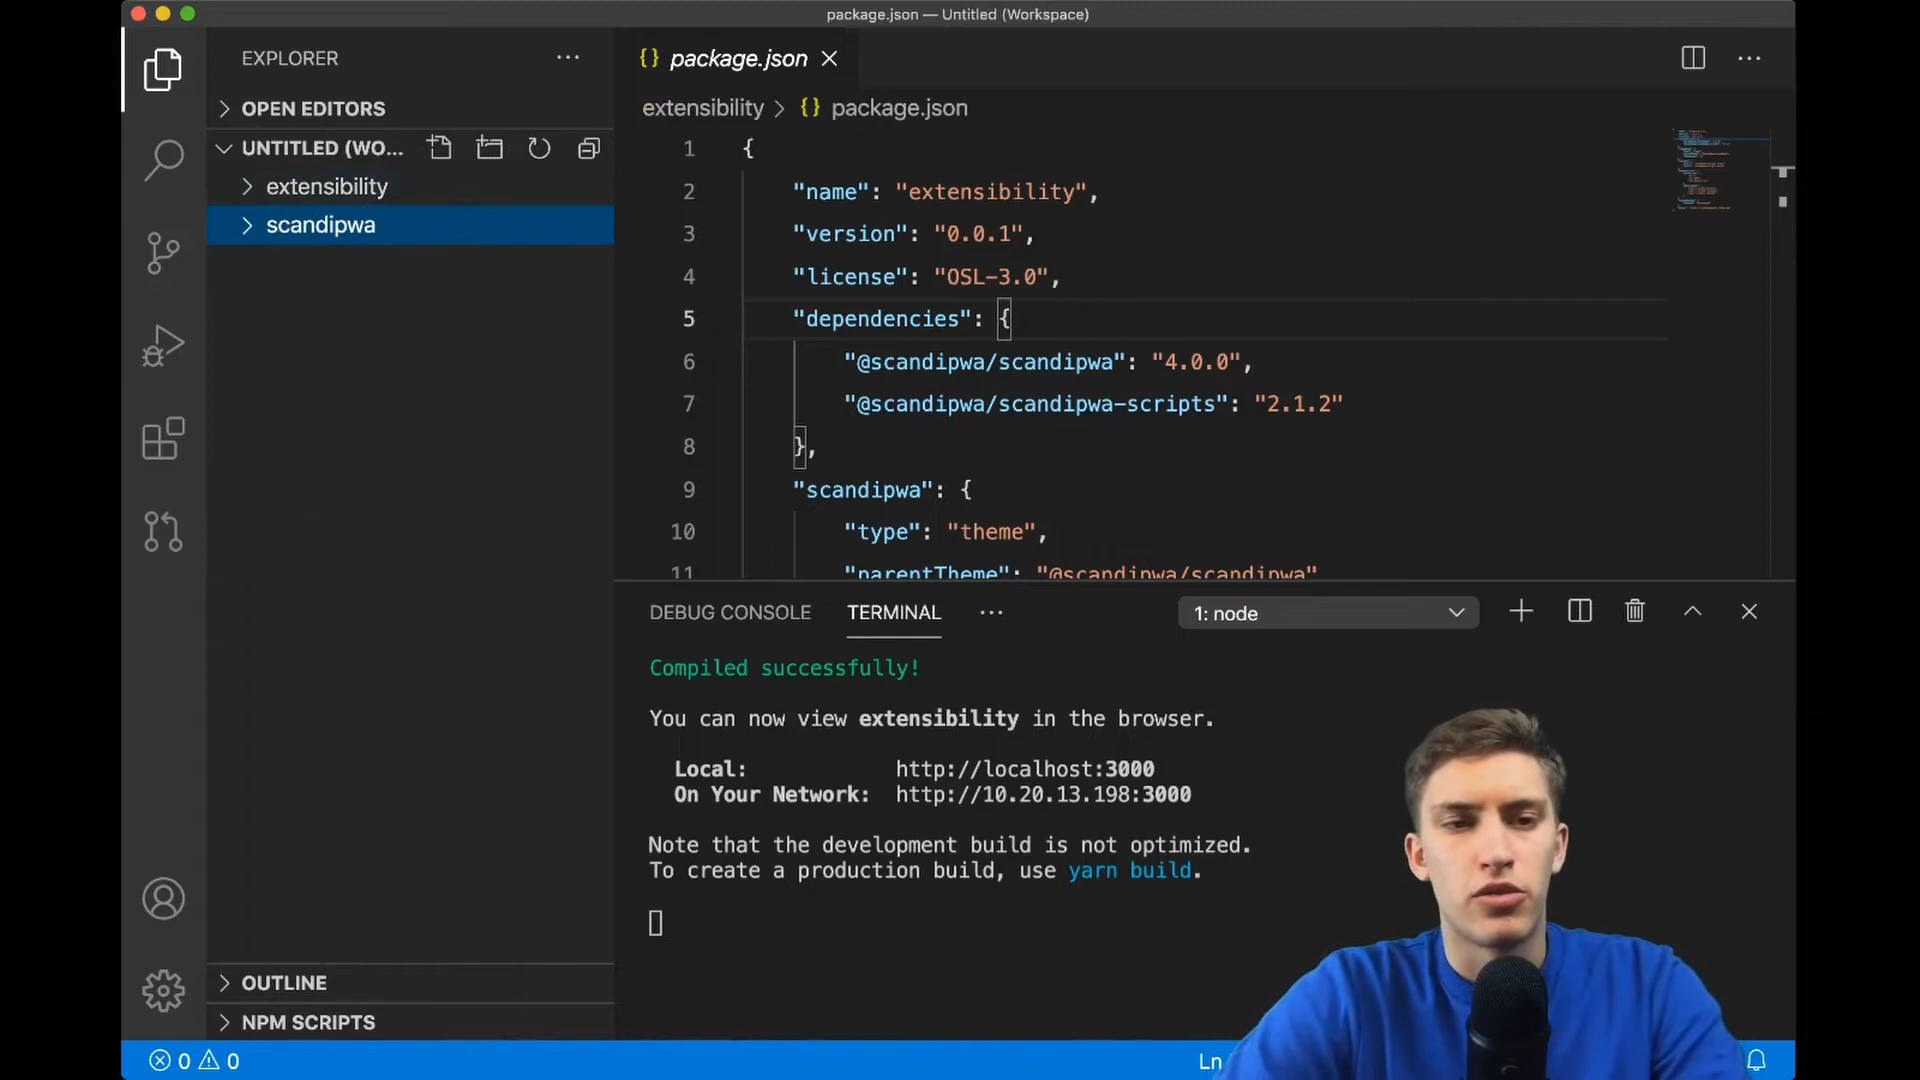 package.json — Untitled (Workspace)
EXPLORER
OPEN EDITORS
UNTITLED (WO...
extensibility
scandipwa
OUTLINE
NPM SCRIPTS
{} package.json
extensibility > {} package.json
1 {
2 "name": "extensibility",
3 "version": "0.0.1",
4 "license": "OSL-3.0",
5 "dependencies": {
6 "@scandipwa/scandipwa": "4.0.0",
7 "@scandipwa/scandipwa-scripts": "2.1.2"
8 },
9 "scandipwa": {
10 "type": "theme",
11 "parentTheme": "@scandipwa/scandipwa"
DEBUG CONSOLE TERMINAL ... 1: node
Compiled successfully!
You can now view extensibility in the browser.
Local: http://localhost:3000
On Your Network: http://10.20.13.198:3000
Note that the development build is not optimized.
To create a production build, use yarn build.
0 0 Ln